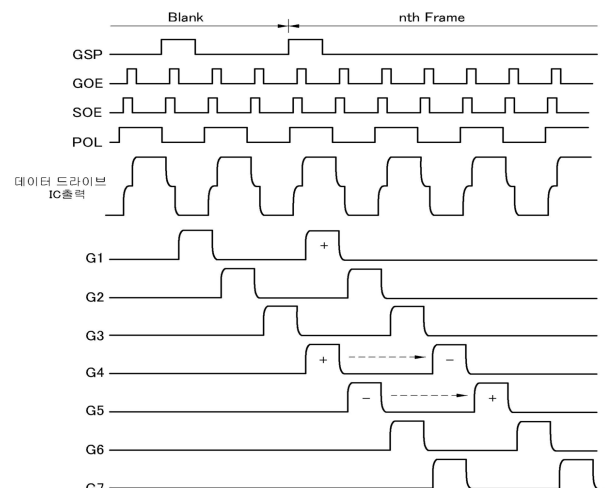 Blank
nth Frame
GSP
GOE
SOE
POL
데이터 드라이브
IC출력
G1
+
G2
G3
G4
+
-
G5
-
+
G6
G7